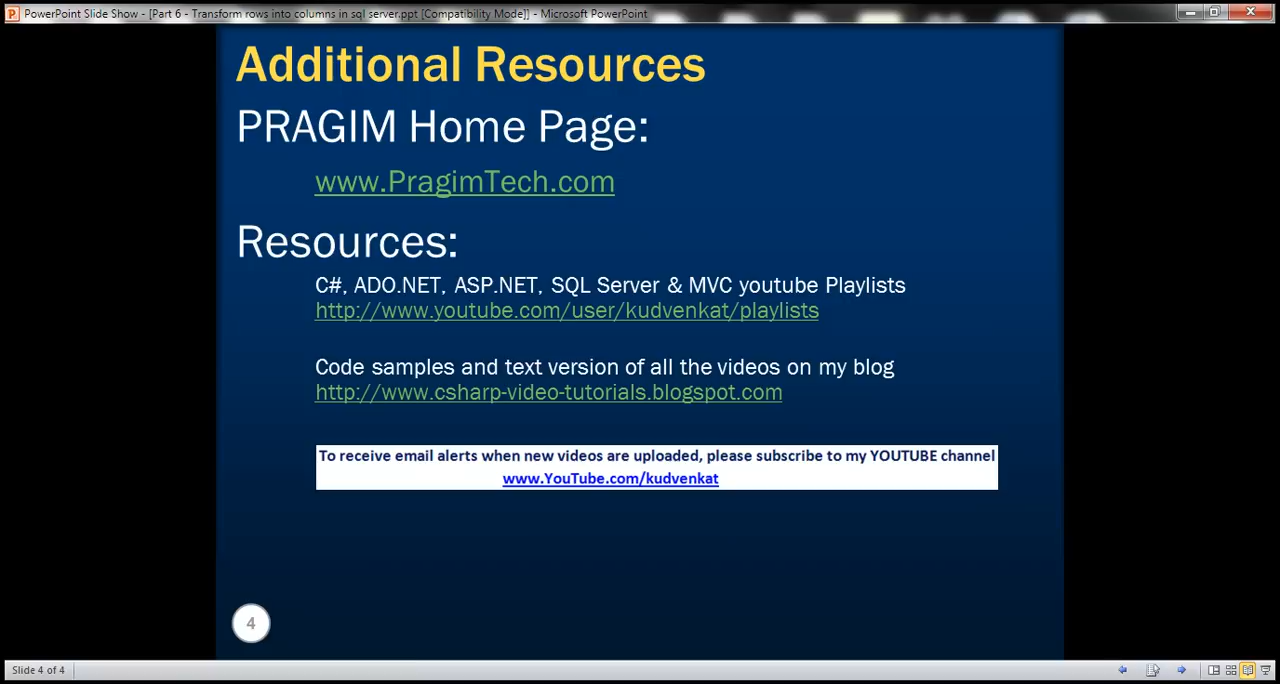 PowerPoint Slide Show - [Part 6 - Transform rows into columns in sql server.ppt [Compatibility Mode]] - Microsoft PowerPoint
Additional Resources
PRAGIM Home Page:
www.PragimTech.com
Resources:
C#, ADO.NET, ASP.NET, SQL Server & MVC youtube Playlists
http://www.youtube.com/user/kudvenkat/playlists
Code samples and text version of all the videos on my blog
http://www.csharp-video-tutorials.blogspot.com
To receive email alerts when new videos are uploaded, please subscribe to my YOUTUBE channel
www.YouTube.com/kudvenkat
4
Slide 4 of 4